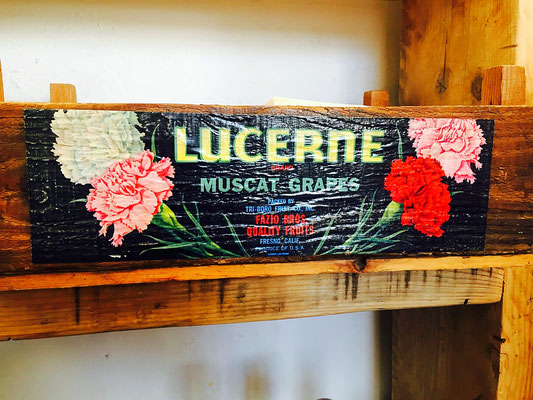 LUCERNE
BRAND
MUSCAT GRAPES
PACKED BY
TRI-BORO FRUIT CO. INC.
FAZIO BROS.
QUALITY FRUITS
FRESNO, CALIF.
PRODUCE OF U.S.A.